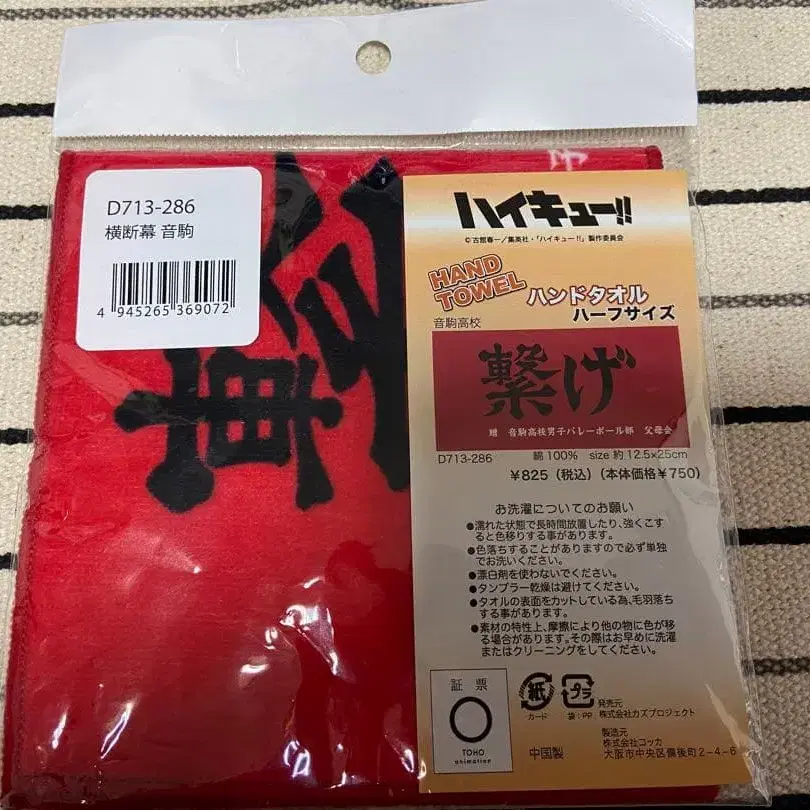 D713-286
横断幕 音駒
4 945265 369072
ハイキュー!!
©古舘春一／集英社・「ハイキュー!!」製作委員会
HAND
TOWEL
ハンドタオル
ハーフサイズ
音駒高校
繋げ
贈 音駒高校男子バレーボール部 父母会
D713-286 綿 100% size 約 12.5×25cm
¥825（税込）（本体価格¥750）
お洗濯についてのお願い
●濡れた状態で長時間放置したり、強くこす
ると色移りする事があります。
●色落ちすることがありますので必ず単独
でお洗いください。
●漂白剤を使わないでください。
●タンブラー乾燥は避けてください。
●タオルの表面をカットしている為、毛羽落ち
する事があります。
●素材の特性上、摩擦により他の物に色が移
る場合があります。その際はお早めに洗濯
またはクリーニングをしてください。
証票
TOHO
animation
紙
カード
プラ
袋：PP
発売元
株式会社カズプロジェクト
中国製
製造元
株式会社コッカ
大阪市中央区備後町2-4-6